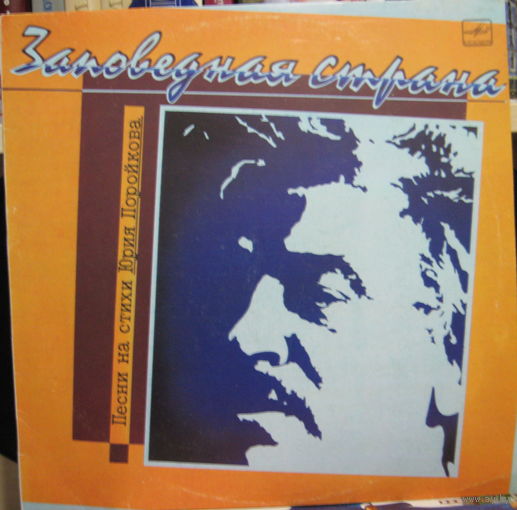 Заповедная страна
Песни на стихи Юрия Поройкова